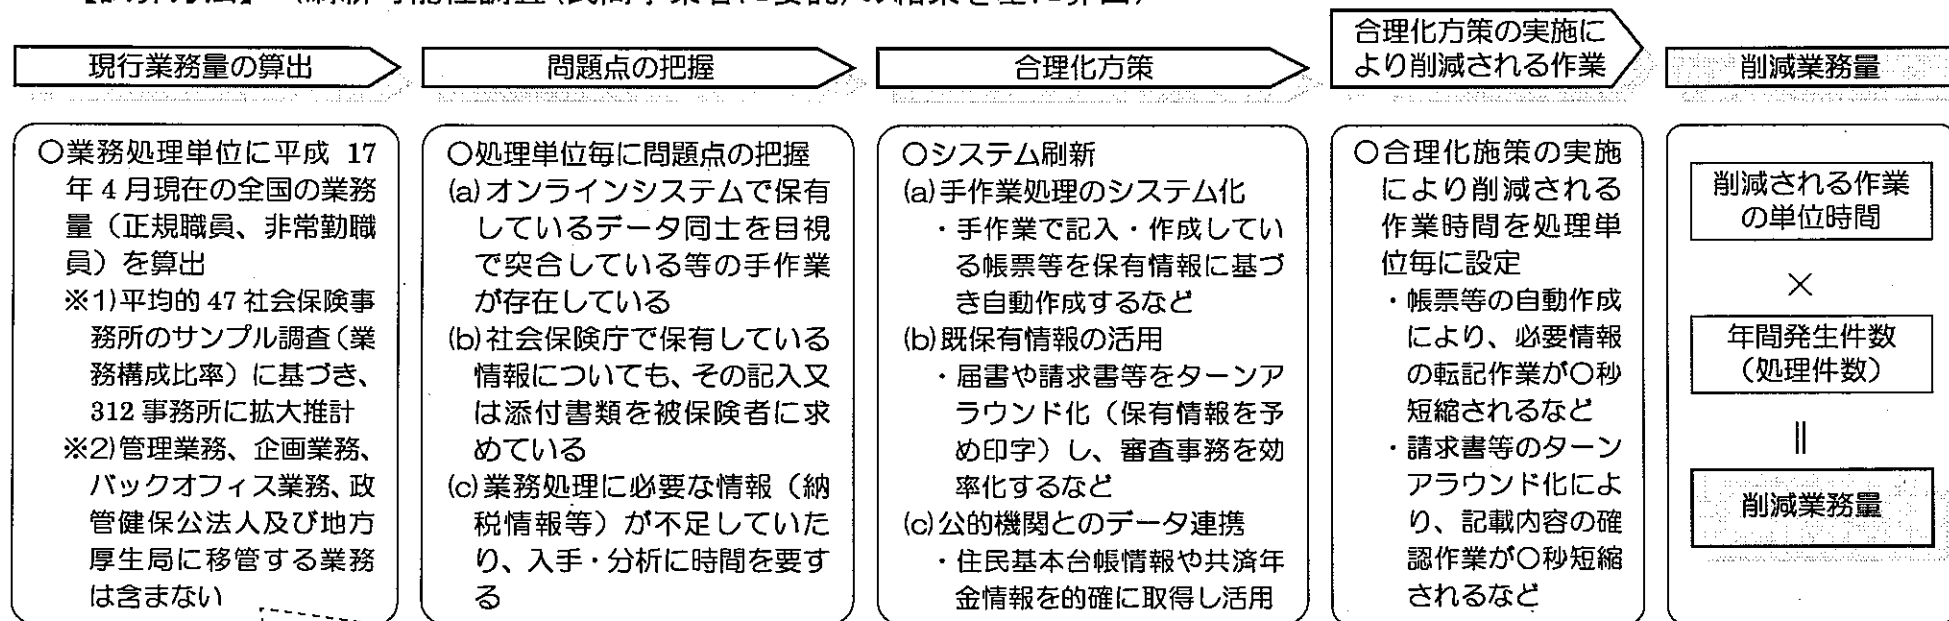 現行業務量の算出
問題点の把握
合理化方策
合理化方策の実施に
より削減される作業
削減業務量
○業務処理単位に平成 17
年4月現在の全国の業務
量（正規職員、非常勤職
員）を算出
※1)平均的47社会保険事
務所のサンプル調査（業
務構成比率）に基づき、
312事務所に拡大推計
※2)管理業務、企画業務、
バックオフィス業務、政
管健保公法人及び地方
厚生局に移管する業務
は含まない
○処理単位毎に問題点の把握
(a)オンラインシステムで保有
しているデータ同士を目視
で突合している等の手作業
が存在している
(b)社会保険庁で保有している
情報についても、その記入又
は添付書類を被保険者に求
めている
(c)業務処理に必要な情報（納
税情報等）が不足していた
り、入手・分析に時間を要す
る
○システム刷新
(a)手作業処理のシステム化
・手作業で記入・作成してい
る帳票等を保有情報に基づ
き自動作成するなど
(b)既保有情報の活用
・届書や請求書等をターンア
ラウンド化（保有情報を予
め印字）し、審査事務を効
率化するなど
(c)公的機関とのデータ連携
・住民基本台帳情報や共済年
金情報を的確に取得し活用
○合理化施策の実施
により削減される
作業時間を処理単
位毎に設定
・帳票等の自動作成
により、必要情報
の転記作業が○秒
短縮されるなど
・請求書等のターン
アラウンド化によ
り、記載内容の確
認作業が○秒短縮
されるなど
削減される作業
の単位時間
×
年間発生件数
（処理件数）
||
削減業務量